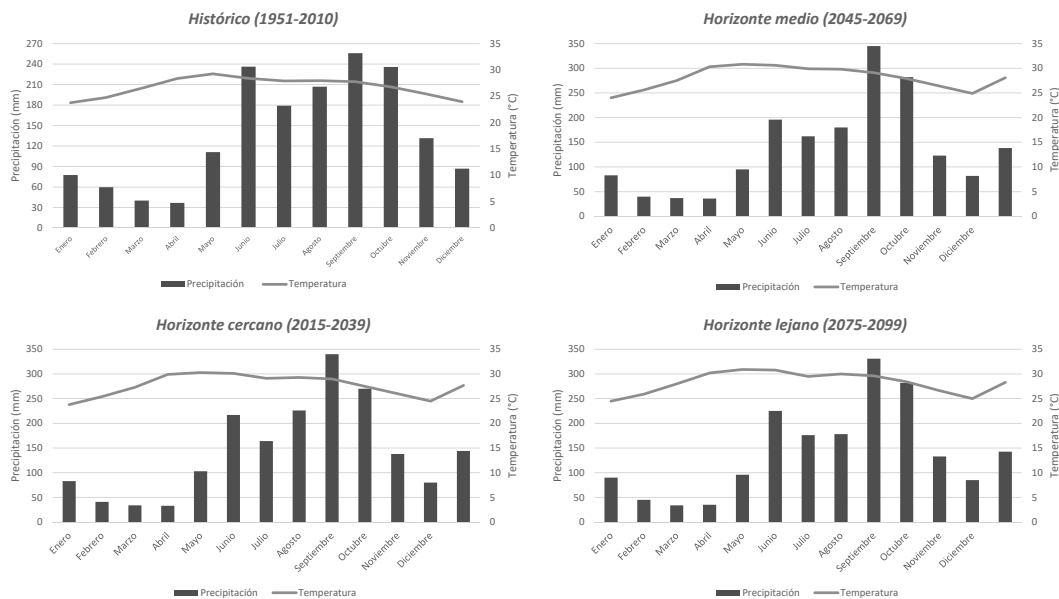 Histórico (1951-2010)
Precipitación (mm)
270
240
210
180
150
120
90
60
30
0
35
30
25
20
15
10
5
0
Temperatura (°C)
Enero
Febrero
Marzo
Abril
Mayo
Junio
Julio
Agosto
Septiembre
Octubre
Noviembre
Diciembre
Precipitación
Temperatura
Horizonte medio (2045-2069)
Precipitación (mm)
350
300
250
200
150
100
50
0
35
30
25
20
15
10
5
0
Temperatura (°C)
Enero
Febrero
Marzo
Abril
Mayo
Junio
Julio
Agosto
Septiembre
Octubre
Noviembre
Diciembre
Precipitación
Temperatura
Horizonte cercano (2015-2039)
Precipitación (mm)
350
300
250
200
150
100
50
0
35
30
25
20
15
10
5
0
Temperatura (°C)
Enero
Febrero
Marzo
Abril
Mayo
Junio
Julio
Agosto
Septiembre
Octubre
Noviembre
Diciembre
Precipitación
Temperatura
Horizonte lejano (2075-2099)
Precipitación (mm)
350
300
250
200
150
100
50
0
35
30
25
20
15
10
5
0
Temperatura (°C)
Enero
Febrero
Marzo
Abril
Mayo
Junio
Julio
Agosto
Septiembre
Octubre
Noviembre
Diciembre
Precipitación
Temperatura